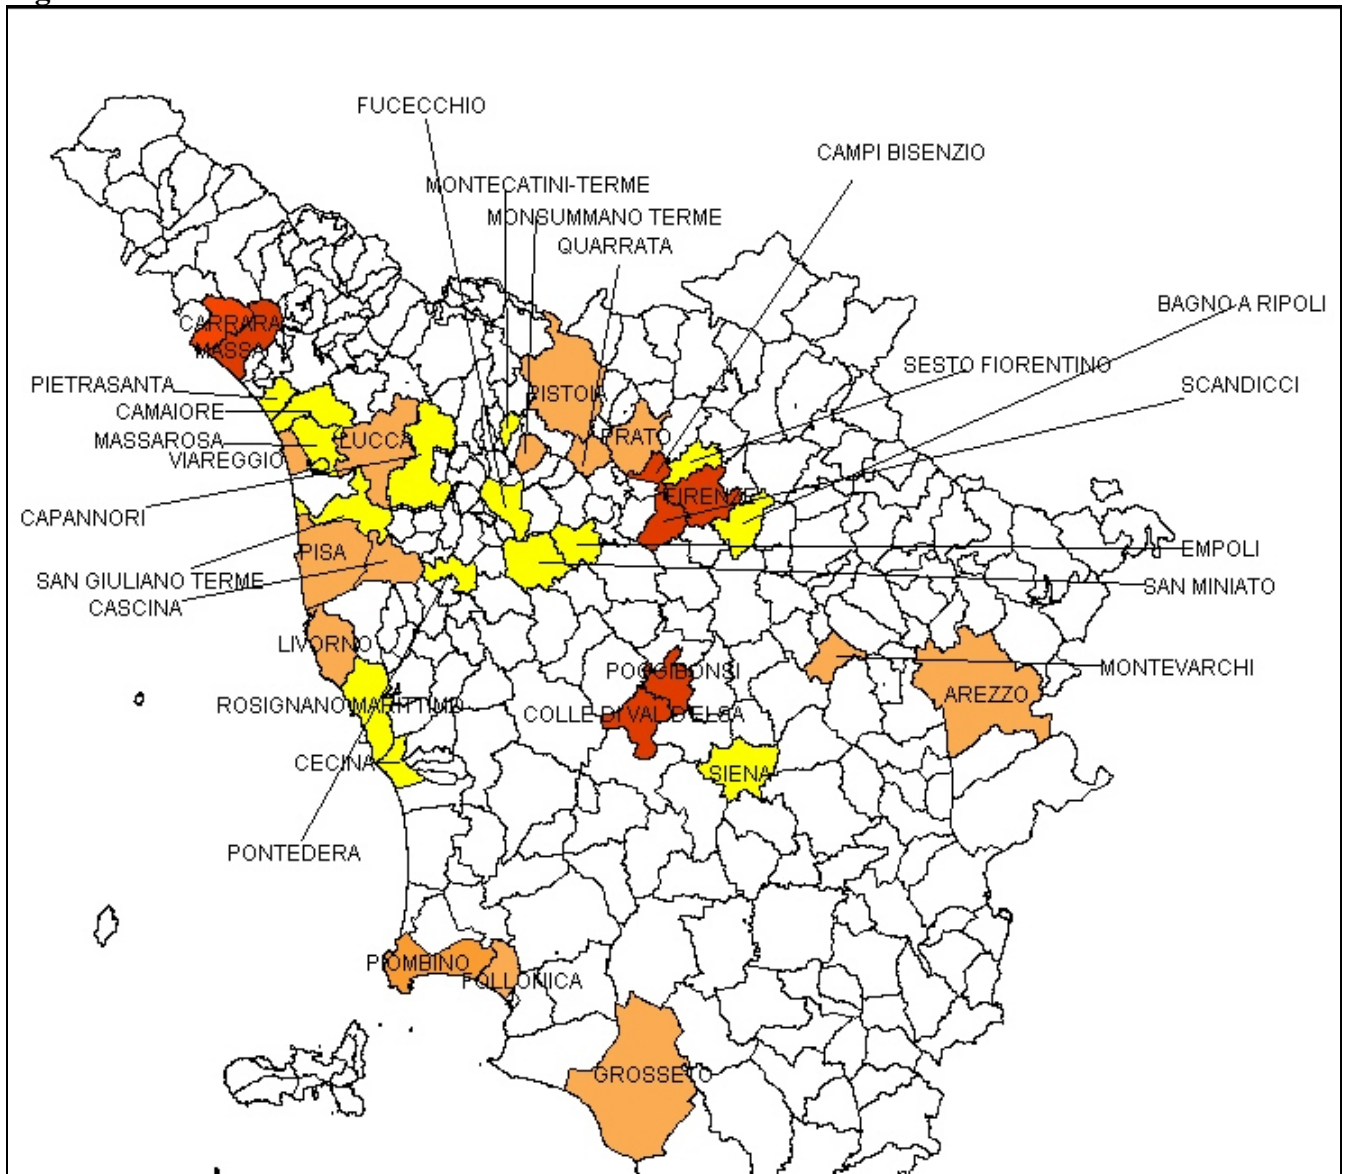 FUCECCHIO
CAMPI BISENZIO
MONTECATINI-TERME
MONSUMMANO TERME
QUARRATA
BAGNO A RIPOLI
CARRARA
MASSA
SESTO FIORENTINO
PIETRASANTA
SCANDICCI
PISTOIA
CAMAIORE
MASSAROSA
LUCCA
PRATO
VIAREGGIO
FIRENZE
CAPANNORI
PISA
EMPOLI
SAN GIULIANO TERME
SAN MINIATO
CASCINA
LIVORNO
POGGIBONSI
MONTEVARCHI
AREZZO
ROSIGNANO MARITTIMO
COLLE DI VAL D'ELSA
CECINA
SIENA
PONTEDERA
PIOMBINO
FOLLONICA
GROSSETO